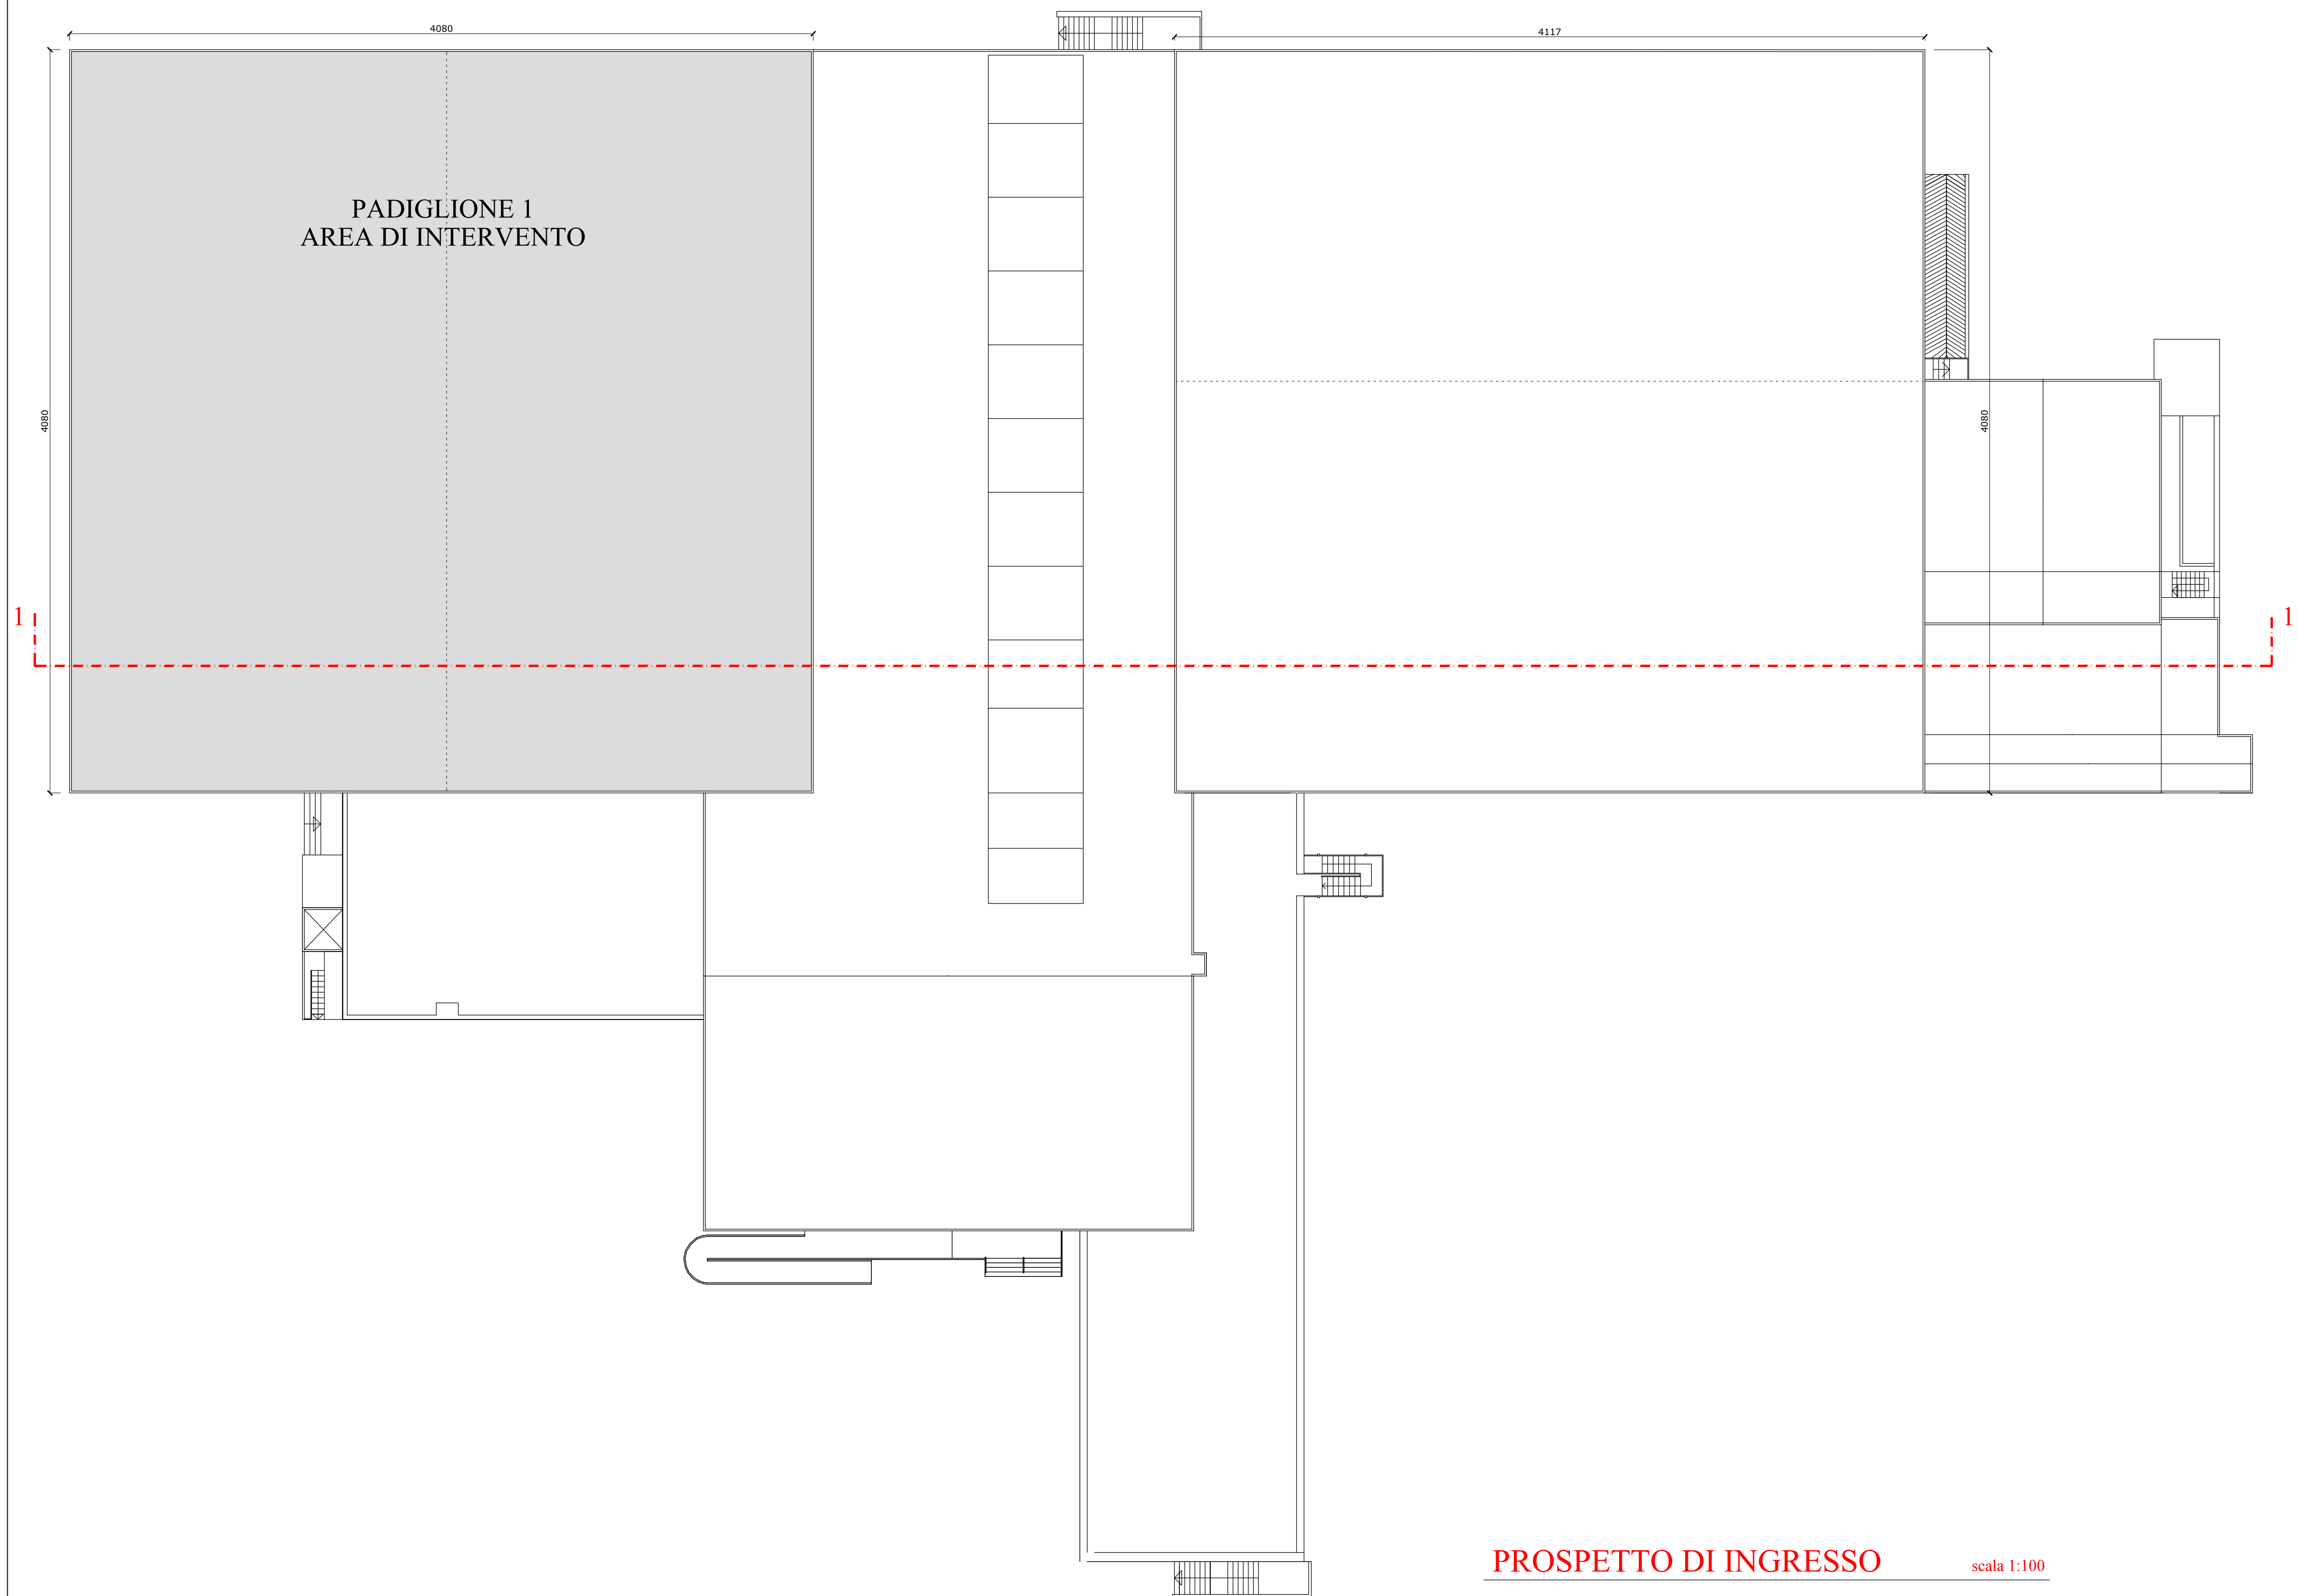 4080
4117
PADIGLIONE 1
AREA DI INTERVENTO
4080
4080
1
1
PROSPETTO DI INGRESSO
scala 1:100